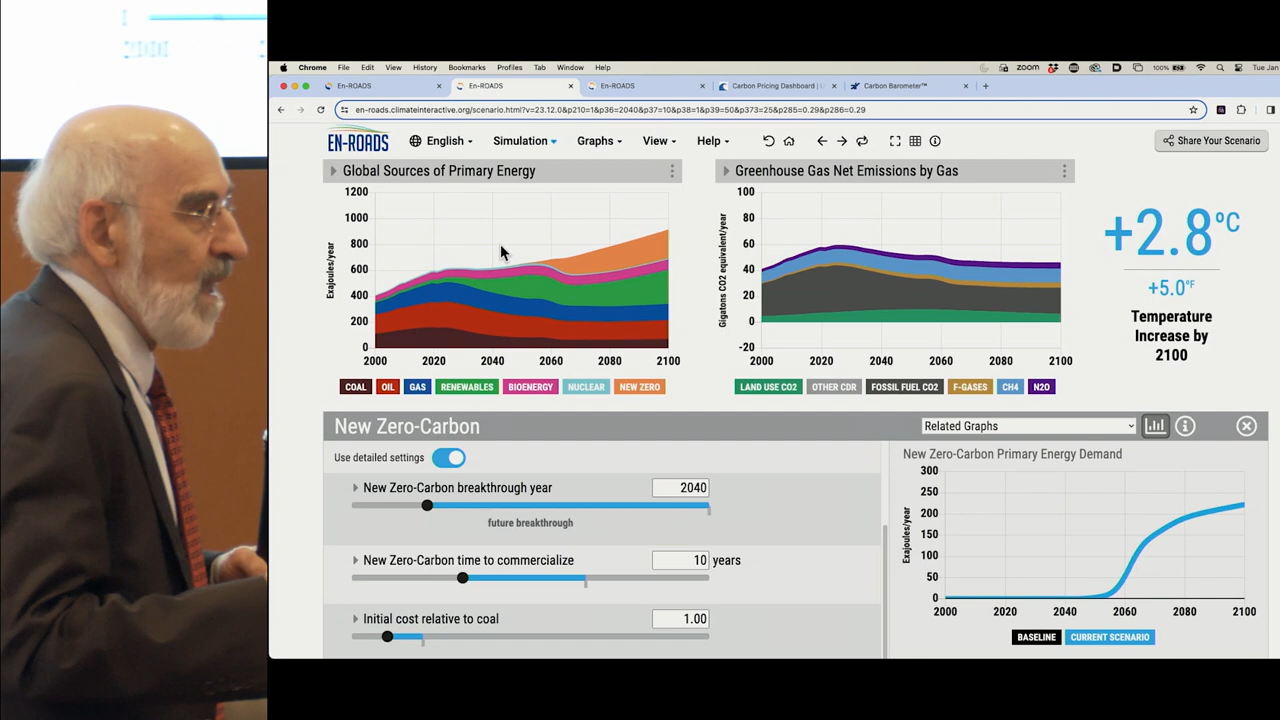 2000
Chrome File Edit View History Bookmarks Profiles Tab Window Help
zoom
100%
Tue Jan
En-ROADS
En-ROADS
En-ROADS
Carbon Pricing Dashboard |
Carbon Barometer™
en-roads.climateinteractive.org/scenario.html?v=23.12.0&p210=1&p36=2040&p37=10&p38=1&p39=50&p373=25&p285=0.29&p286=0.29
EN-ROADS
English Simulation Graphs View Help
Share Your Scenario
Global Sources of Primary Energy
1200
1000
800
600
400
200
0
Exajoules/year
2000 2020 2040 2060 2080 2100
COAL OIL GAS RENEWABLES BIOENERGY NUCLEAR NEW ZERO
Greenhouse Gas Net Emissions by Gas
100
80
60
40
20
0
-20
Gigatons CO2 equivalent/year
2000 2020 2040 2060 2080 2100
LAND USE CO2 OTHER CDR FOSSIL FUEL CO2 F-GASES CH4 N2O
+2.8°C
+5.0°F
Temperature
Increase by
2100
New Zero-Carbon
Related Graphs
Use detailed settings
New Zero-Carbon breakthrough year 2040
future breakthrough
New Zero-Carbon time to commercialize 10 years
Initial cost relative to coal 1.00
New Zero-Carbon Primary Energy Demand
300
250
200
150
100
50
0
Exajoules/year
2000 2020 2040 2060 2080 2100
BASELINE CURRENT SCENARIO